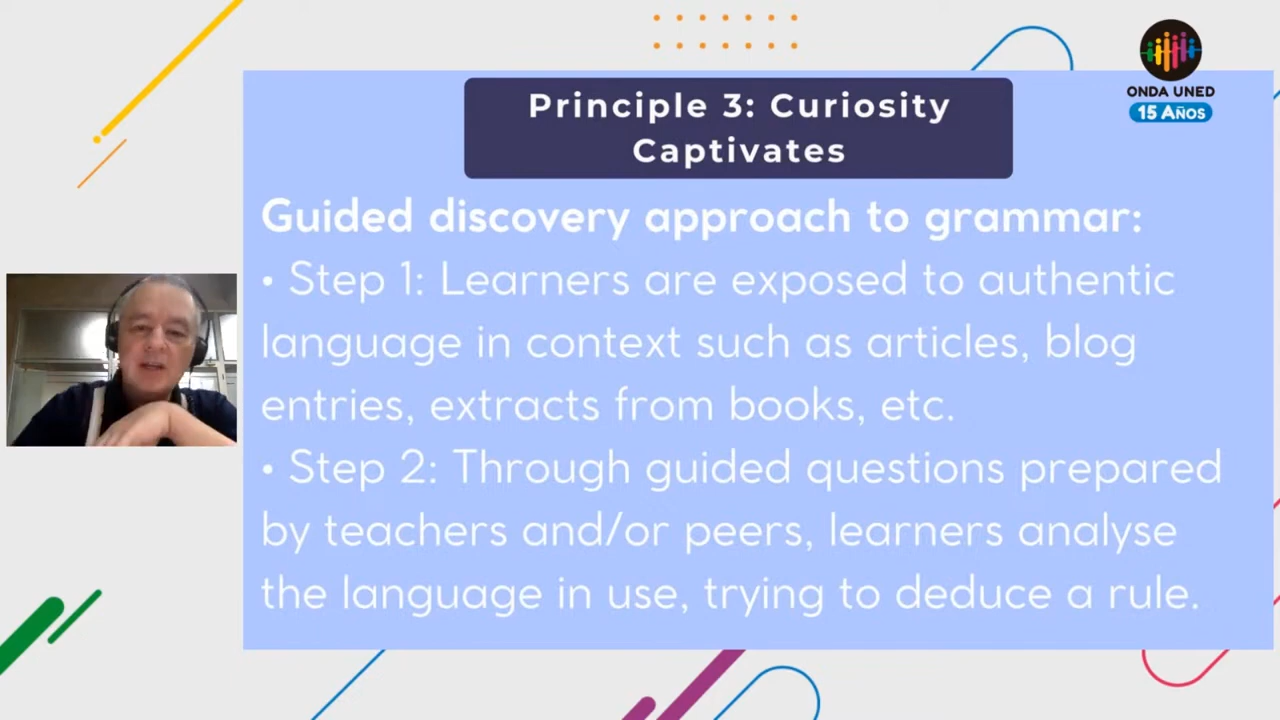 ONDA UNED
15 AÑOS
Principle 3: Curiosity
Captivates
Guided discovery approach to grammar:
• Step 1: Learners are exposed to authentic
language in context such as articles, blog
entries, extracts from books, etc.
• Step 2: Through guided questions prepared
by teachers and/or peers, learners analyse
the language in use, trying to deduce a rule.